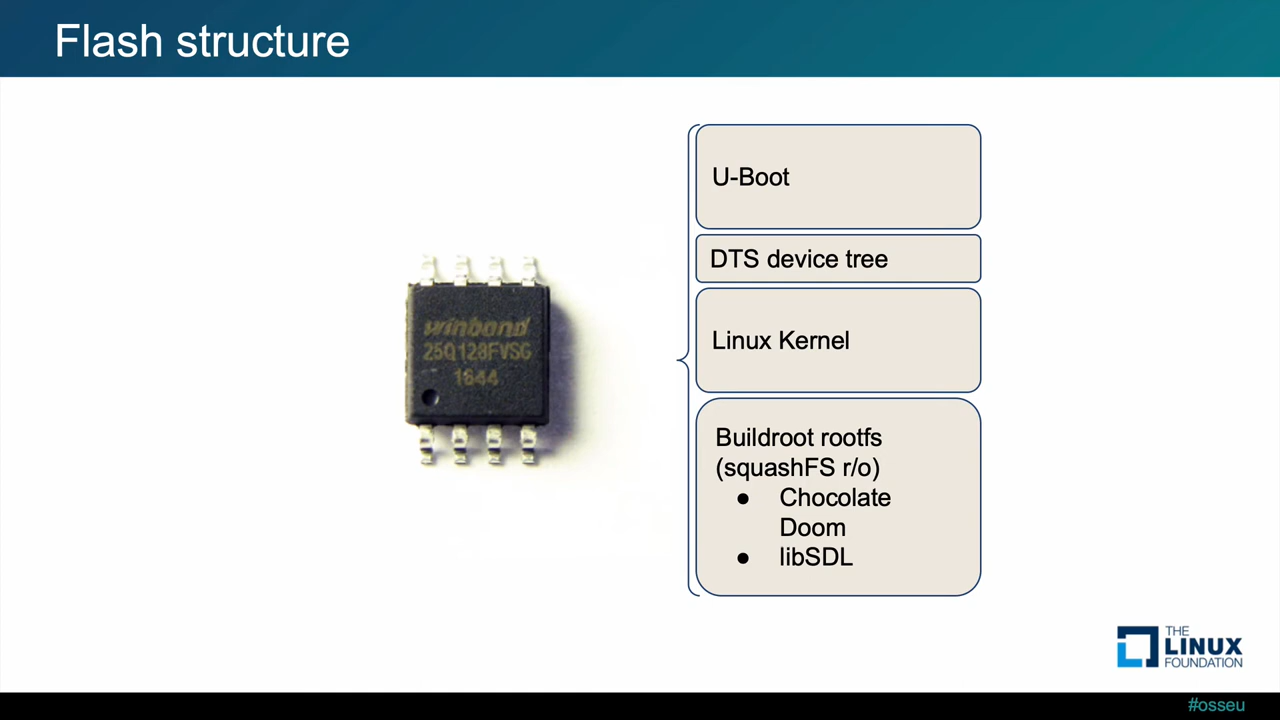 Flash structure
winbond
25Q128FVSG
1644
U-Boot
DTS device tree
Linux Kernel
Buildroot rootfs
(squashFS r/o)
● Chocolate
Doom
● libSDL
THE
LINUX
FOUNDATION
#osseu